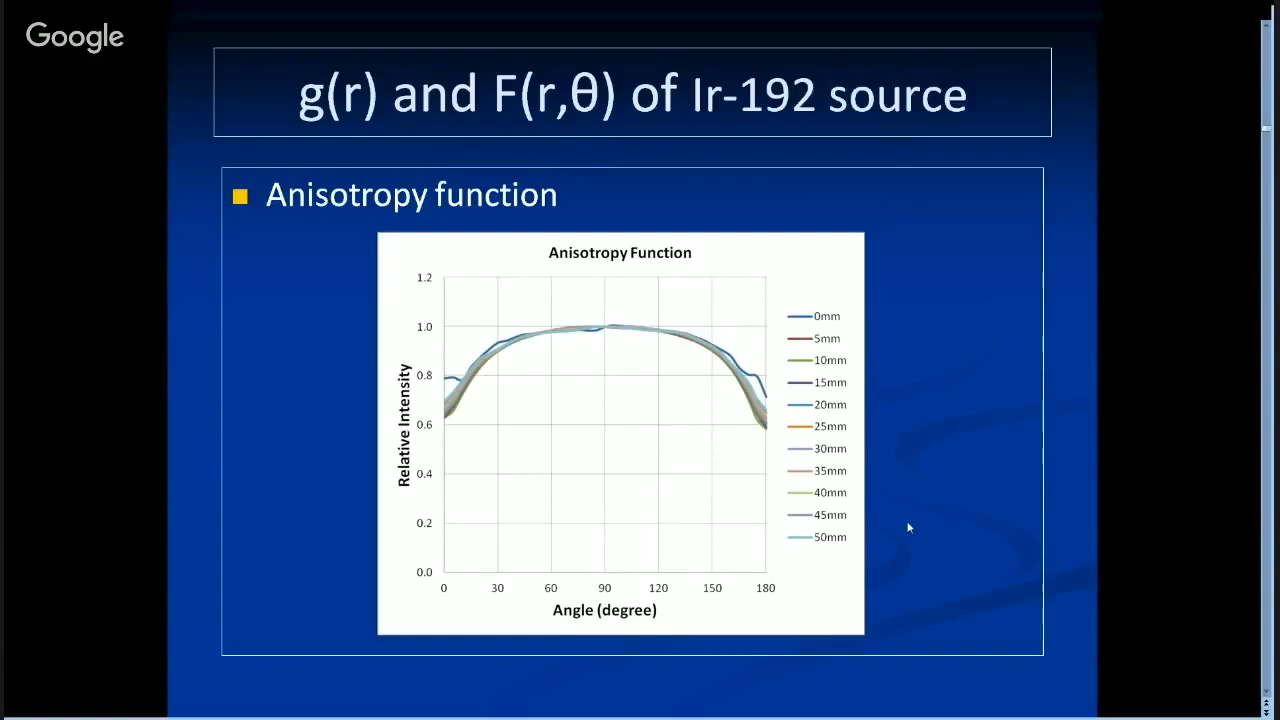 Google
g(r) and F(r,θ) of Ir-192 source
Anisotropy function
Anisotropy Function
Relative Intensity
1.2
1.0
0.8
0.6
0.4
0.2
0.0
0 30 60 90 120 150 180
Angle (degree)
0mm
5mm
10mm
15mm
20mm
25mm
30mm
35mm
40mm
45mm
50mm